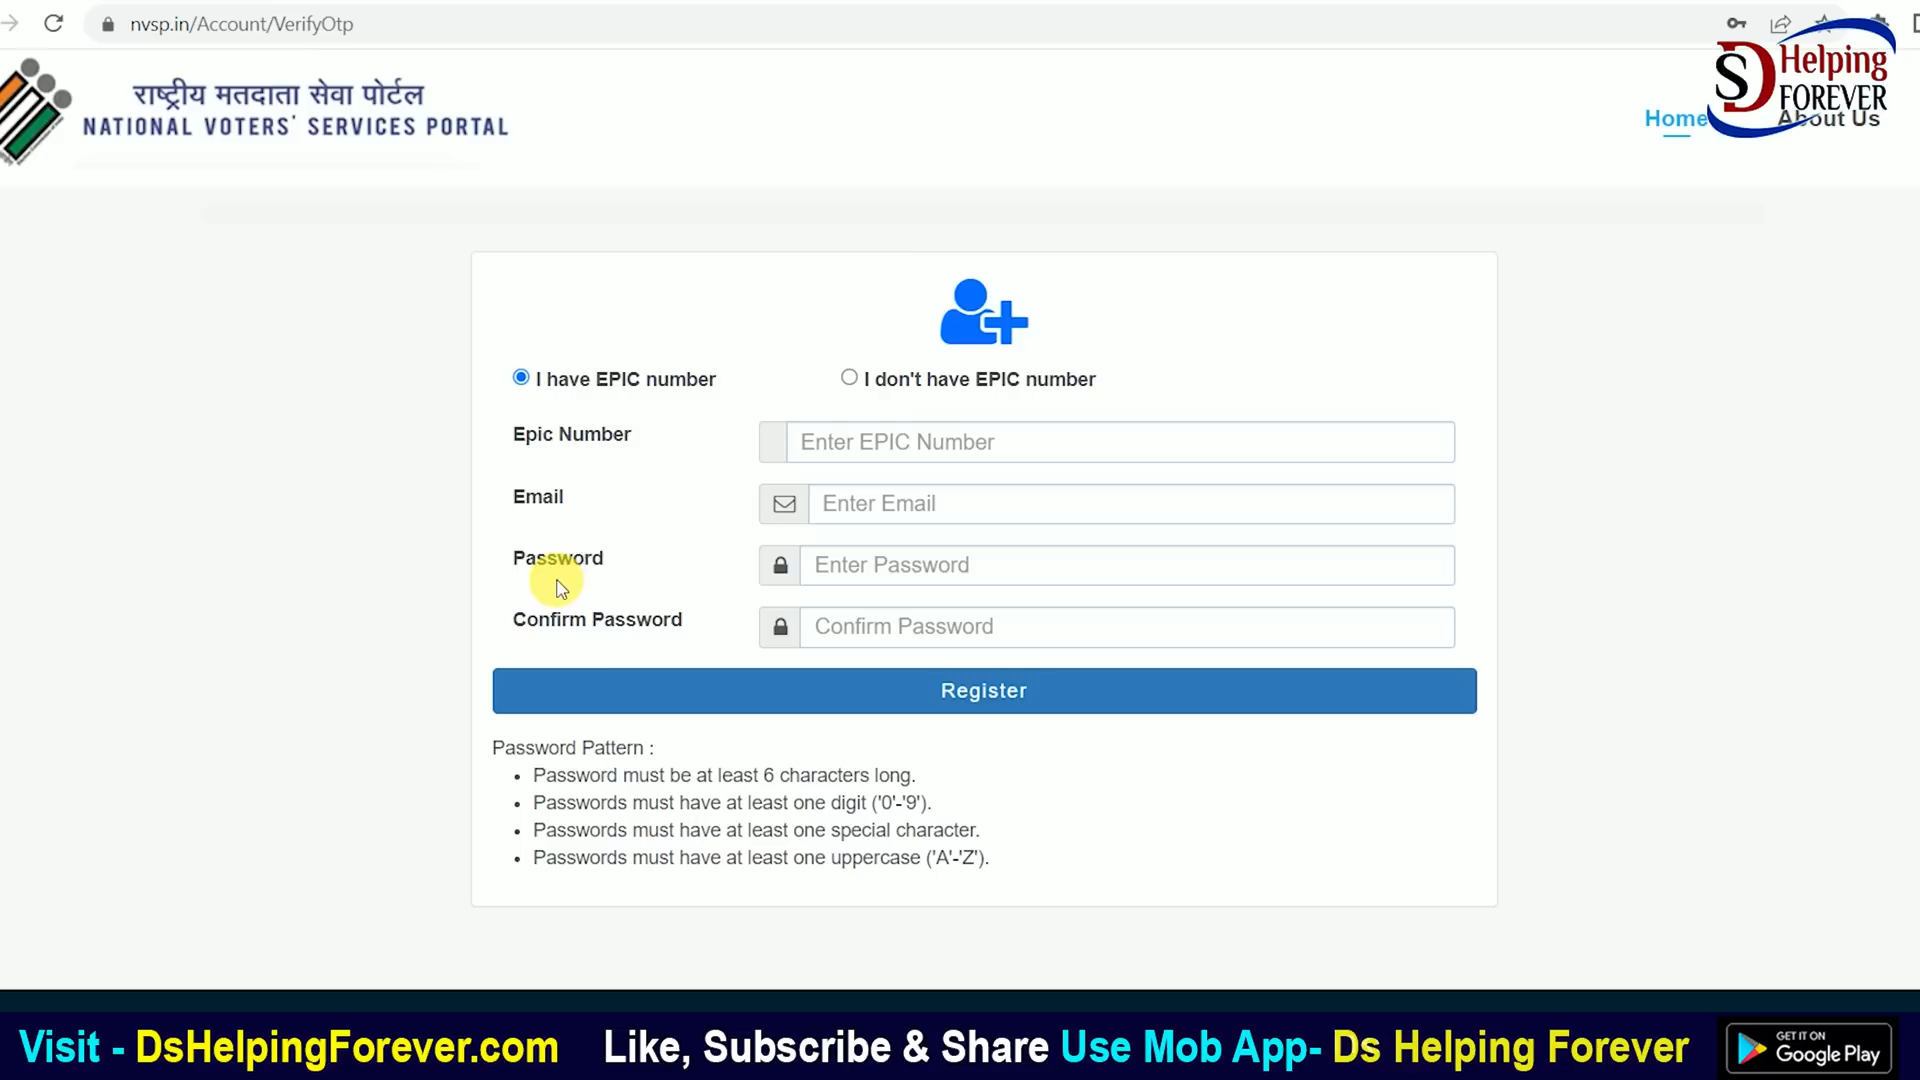 nvsp.in/Account/VerifyOtp
राष्ट्रीय मतदाता सेवा पोर्टल
NATIONAL VOTERS' SERVICES PORTAL
Home
About Us
SD Helping
FOREVER
I have EPIC number
I don't have EPIC number
Epic Number
Enter EPIC Number
Email
Enter Email
Password
Enter Password
Confirm Password
Confirm Password
Register
Password Pattern :
Password must be at least 6 characters long.
Passwords must have at least one digit ('0'-'9').
Passwords must have at least one special character.
Passwords must have at least one uppercase ('A'-'Z').
Visit - DsHelpingForever.com Like, Subscribe & Share Use Mob App- Ds Helping Forever
GET IT ON
Google Play